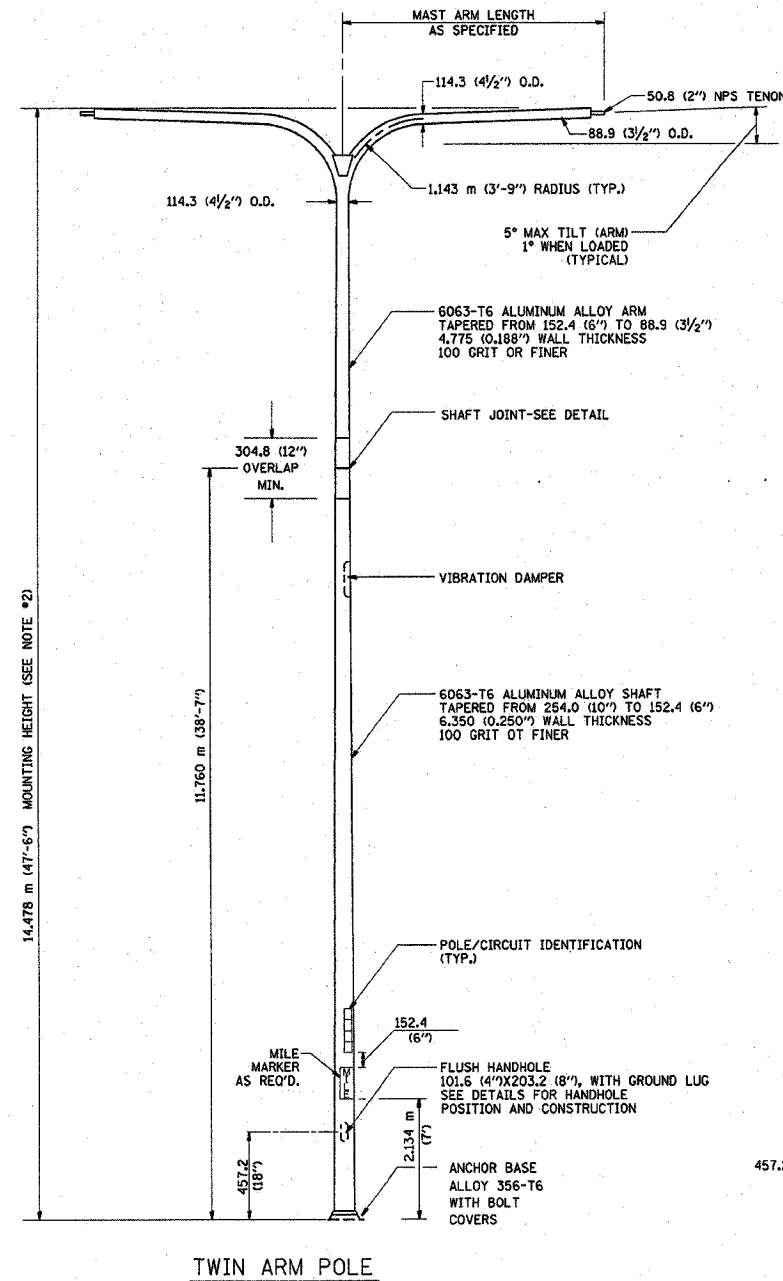 MAST ARM LENGTH
AS SPECIFIED
114.3 (4½") O.D.
50.8 (2") NPS TENON
88.9 (3½") O.D.
1.143 m (3'-9") RADIUS (TYP.)
114.3 (4½") O.D.
5° MAX TILT (ARM)
1° WHEN LOADED
(TYPICAL)
6063-T6 ALUMINUM ALLOY ARM
TAPERED FROM 152.4 (6") TO 88.9 (3½")
4.775 (0.188") WALL THICKNESS
100 GRIT OR FINER
SHAFT JOINT-SEE DETAIL
304.8 (12")
OVERLAP
MIN.
VIBRATION DAMPER
14.478 m (47'-6") MOUNTING HEIGHT (SEE NOTE *2)
11.760 m (38'-7")
6063-T6 ALUMINUM ALLOY SHAFT
TAPERED FROM 254.0 (10") TO 152.4 (6")
6.350 (0.250") WALL THICKNESS
100 GRIT OT FINER
POLE/CIRCUIT IDENTIFICATION
(TYP.)
152.4
(6")
MILE
MARKER
AS REQ'D.
MILE
FLUSH HANDHOLE
101.6 (4")X203.2 (8"), WITH GROUND LUG
SEE DETAILS FOR HANDHOLE
POSITION AND CONSTRUCTION
2.134 m
(7')
457.2
(18")
ANCHOR BASE
ALLOY 356-T6
WITH BOLT
COVERS
TWIN ARM POLE